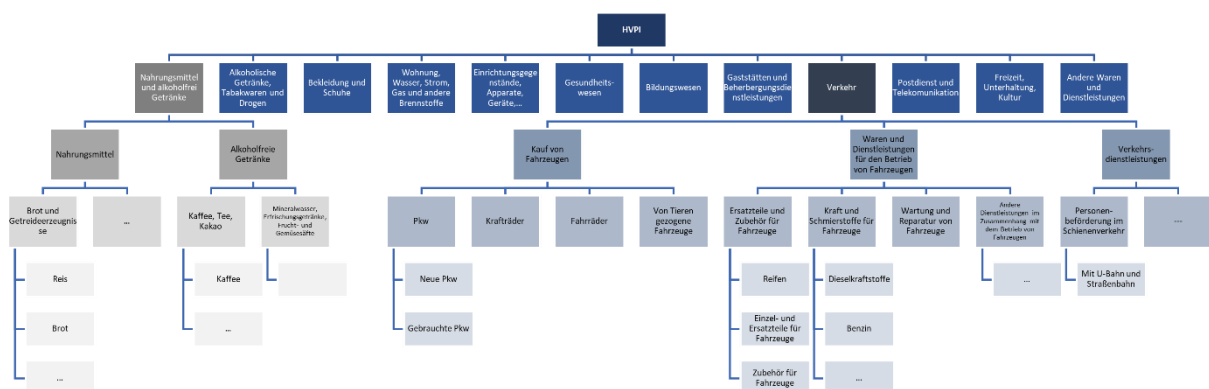 HVPI
Nahrungsmittel
und alkoholfrei
Getränke
Alkoholische
Getränke,
Tabakwaren und
Drogen
Bekleidung und
Schuhe
Wohnung,
Wasser, Strom,
Gas und andere
Brennstoffe
Einrichtungsgege
nstände,
Apparate,
Geräte,...
Gesundheits-
wesen
Bildungswesen
Gaststätten und
Beherbergungsdie
nstleistungen
Verkehr
Postdienst und
Telekomunikation
Freizeit,
Unterhaltung,
Kultur
Andere Waren
und
Dienstleistungen
Nahrungsmittel
Alkoholfreie
Getränke
Kauf von
Fahrzeugen
Waren und
Dienstleistungen
für den Betrieb
von Fahrzeugen
Verkehrs-
dienstleistungen
Brot und
Getreideerzeugnis
se
...
Kaffee, Tee,
Kakao
Mineralwasser,
Erfrischungsgetränke,
Frucht- und
Gemüsesäfte
Pkw
Krafträder
Fahrräder
Von Tieren
gezogene
Fahrzeuge
Ersatzteile und
Zubehör für
Fahrzeuge
Kraft und
Schmierstoffe für
Fahrzeuge
Wartung und
Reparatur von
Fahrzeuge
Andere
Dienstleistungen im
Zusammenhang mit
dem Betrieb von
Fahrzeugen
Personen-
beförderung im
Schienenverkehr
....
Reis
Kaffee
Neue Pkw
Reifen
Dieselkraftstoffe
...
Mit U-Bahn und
Straßenbahn
Brot
...
Gebrauchte Pkw
Einzel- und
Ersatzteile für
Fahrzeuge
Benzin
...
Zubehör für
Fahrzeuge
...